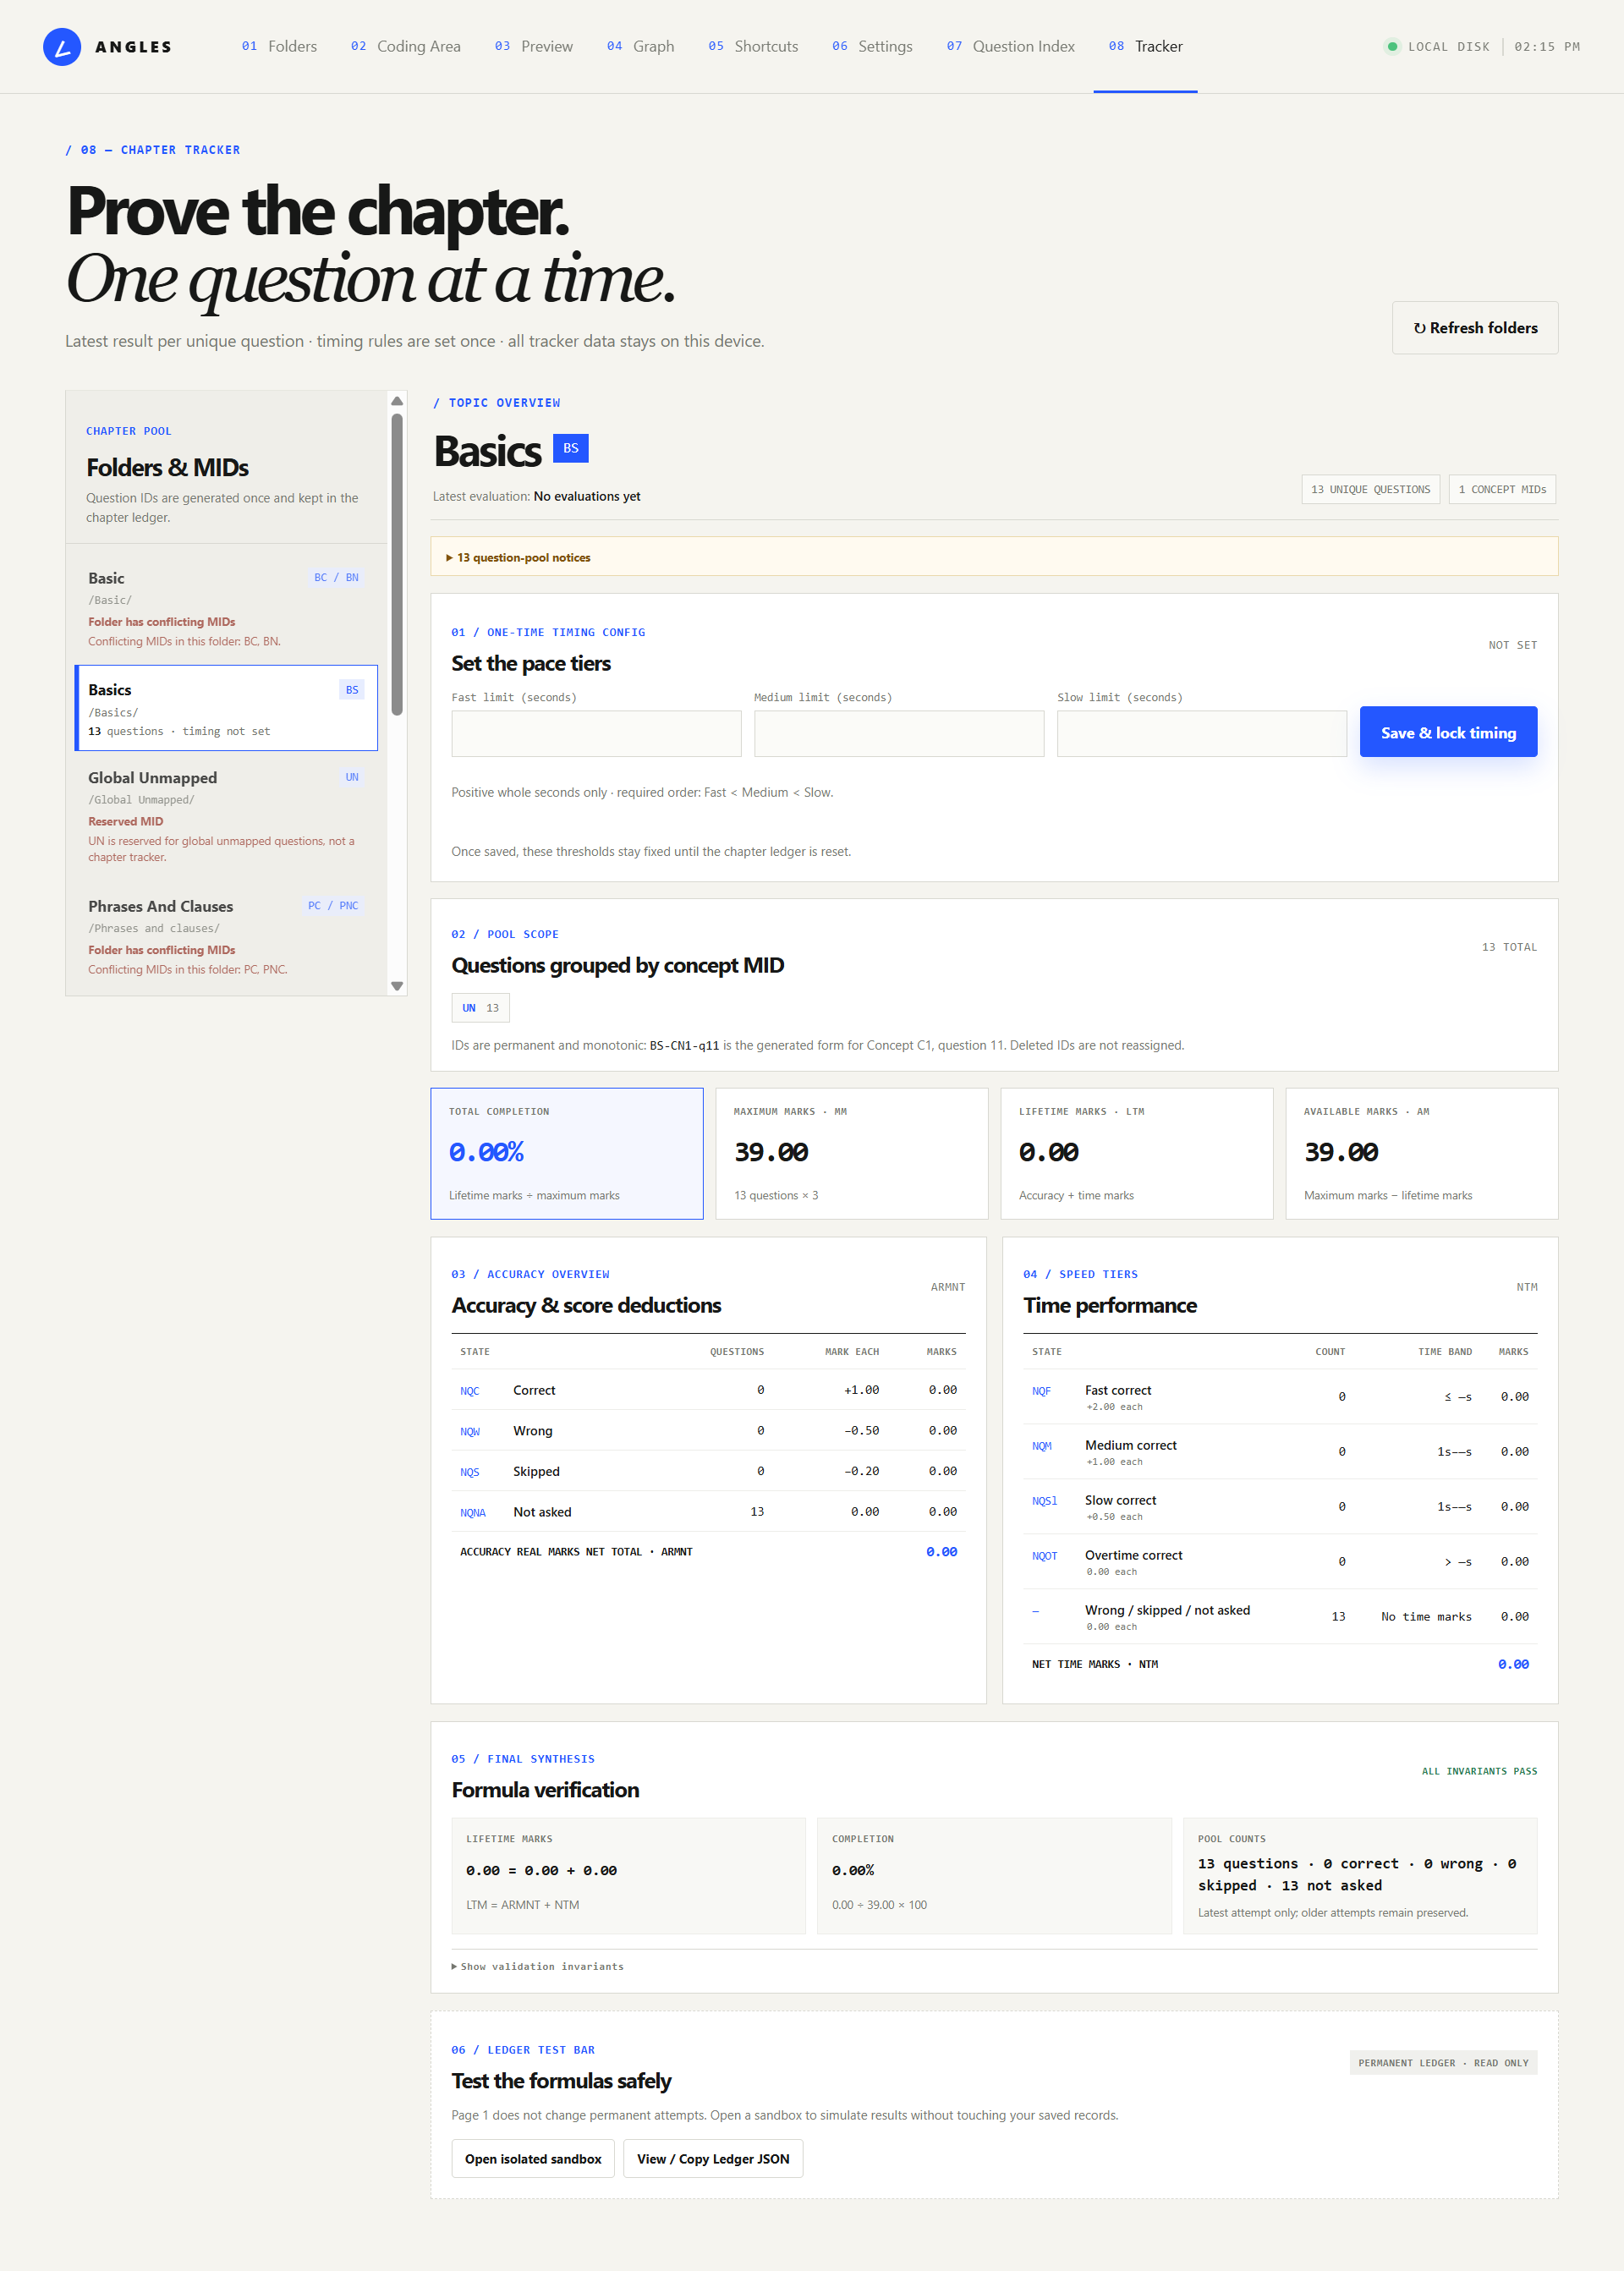 ANGLES
01 Folders
02 Coding Area
03 Preview
04 Graph
05 Shortcuts
06 Settings
07 Question Index
08 Tracker
LOCAL DISK | 02:15 PM
/ 08 — CHAPTER TRACKER
Prove the chapter.
One question at a time.
Latest result per unique question · timing rules are set once · all tracker data stays on this device.
↻ Refresh folders
CHAPTER POOL
Folders & MIDs
Question IDs are generated once and kept in the
chapter ledger.
Basic BC / BN
/Basic/
Folder has conflicting MIDs
Conflicting MIDs in this folder: BC, BN.
Basics BS
/Basics/
13 questions · timing not set
Global Unmapped UN
/Global Unmapped/
Reserved MID
UN is reserved for global unmapped questions, not a
chapter tracker.
Phrases And Clauses PC / PNC
/Phrases and clauses/
Folder has conflicting MIDs
Conflicting MIDs in this folder: PC, PNC.
/ TOPIC OVERVIEW
Basics BS
Latest evaluation: No evaluations yet
13 UNIQUE QUESTIONS
1 CONCEPT MIDs
▶ 13 question-pool notices
01 / ONE-TIME TIMING CONFIG
Set the pace tiers
NOT SET
Fast limit (seconds)
Medium limit (seconds)
Slow limit (seconds)
Save & lock timing
Positive whole seconds only · required order: Fast < Medium < Slow.
Once saved, these thresholds stay fixed until the chapter ledger is reset.
02 / POOL SCOPE
Questions grouped by concept MID
13 TOTAL
UN 13
IDs are permanent and monotonic: BS-CN1-q11 is the generated form for Concept C1, question 11. Deleted IDs are not reassigned.
TOTAL COMPLETION
0.00%
Lifetime marks ÷ maximum marks
MAXIMUM MARKS · MM
39.00
13 questions × 3
LIFETIME MARKS · LTM
0.00
Accuracy + time marks
AVAILABLE MARKS · AM
39.00
Maximum marks − lifetime marks
03 / ACCURACY OVERVIEW
Accuracy & score deductions
ARMNT
STATE QUESTIONS MARK EACH MARKS
NQC Correct 0 +1.00 0.00
NQW Wrong 0 −0.50 0.00
NQS Skipped 0 −0.20 0.00
NQNA Not asked 13 0.00 0.00
ACCURACY REAL MARKS NET TOTAL · ARMNT 0.00
04 / SPEED TIERS
Time performance
NTM
STATE COUNT TIME BAND MARKS
NQF Fast correct 0 ≤ —s 0.00
+2.00 each
NQM Medium correct 0 1s–—s 0.00
+1.00 each
NQSl Slow correct 0 1s–—s 0.00
+0.50 each
NQOT Overtime correct 0 > —s 0.00
0.00 each
— Wrong / skipped / not asked 13 No time marks 0.00
0.00 each
NET TIME MARKS · NTM 0.00
05 / FINAL SYNTHESIS
Formula verification
ALL INVARIANTS PASS
LIFETIME MARKS
0.00 = 0.00 + 0.00
LTM = ARMNT + NTM
COMPLETION
0.00%
0.00 ÷ 39.00 × 100
POOL COUNTS
13 questions · 0 correct · 0 wrong · 0
skipped · 13 not asked
Latest attempt only; older attempts remain preserved.
▶ Show validation invariants
06 / LEDGER TEST BAR
Test the formulas safely
PERMANENT LEDGER · READ ONLY
Page 1 does not change permanent attempts. Open a sandbox to simulate results without touching your saved records.
Open isolated sandbox
View / Copy Ledger JSON